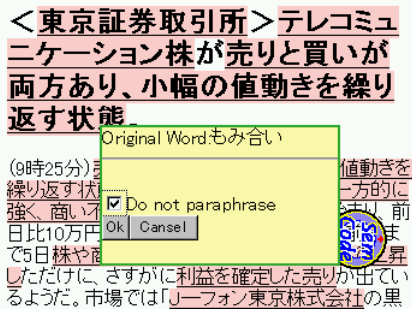 ＜東京証券取引所＞テレコミュ
ニケーション株が売りと買いが
両方あり、小幅の値動きを繰り
返す状態。
Original Word:もみ合い
(9時25分)
値動きを
繰り返す状
一方的に
強く、商い
Do not paraphrase
前
日比10万円
Ok Cansel
ま
Sem Code
で5日株や商
昇
しただけに、さすがに利益を確定した売りが出てい
るようだ。市場では「J－フォン東京株式会社の黒